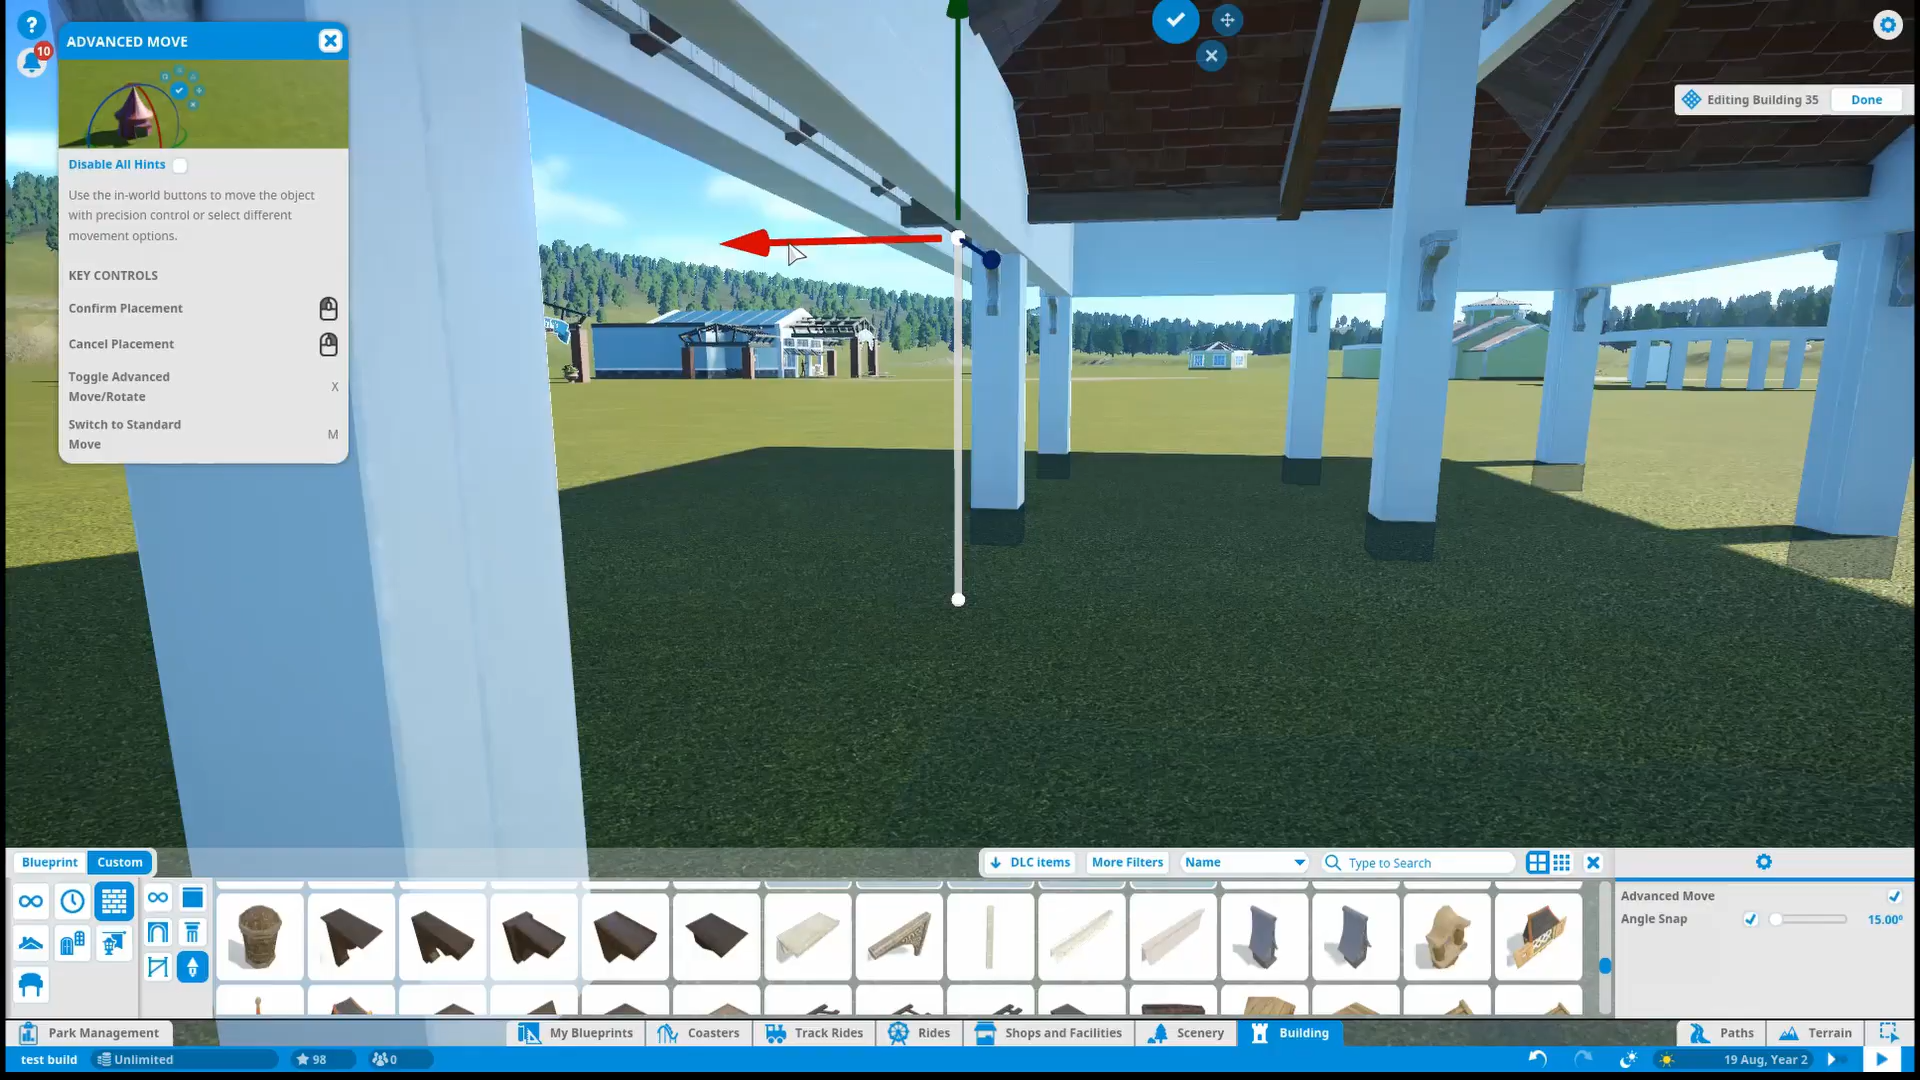 ?
10
ADVANCED MOVE
Disable All Hints
Use the in-world buttons to move the object
with precision control or select different
movement options.
KEY CONTROLS
Confirm Placement
Cancel Placement
Toggle Advanced
Move/Rotate
X
Switch to Standard
Move
M
Editing Building 35
Done
Blueprint
Custom
DLC items
More Filters
Name
Type to Search
Advanced Move
Angle Snap
15.00°
Park Management
My Blueprints
Coasters
Track Rides
Rides
Shops and Facilities
Scenery
Building
Paths
Terrain
test build
Unlimited
98
0
19 Aug, Year 2